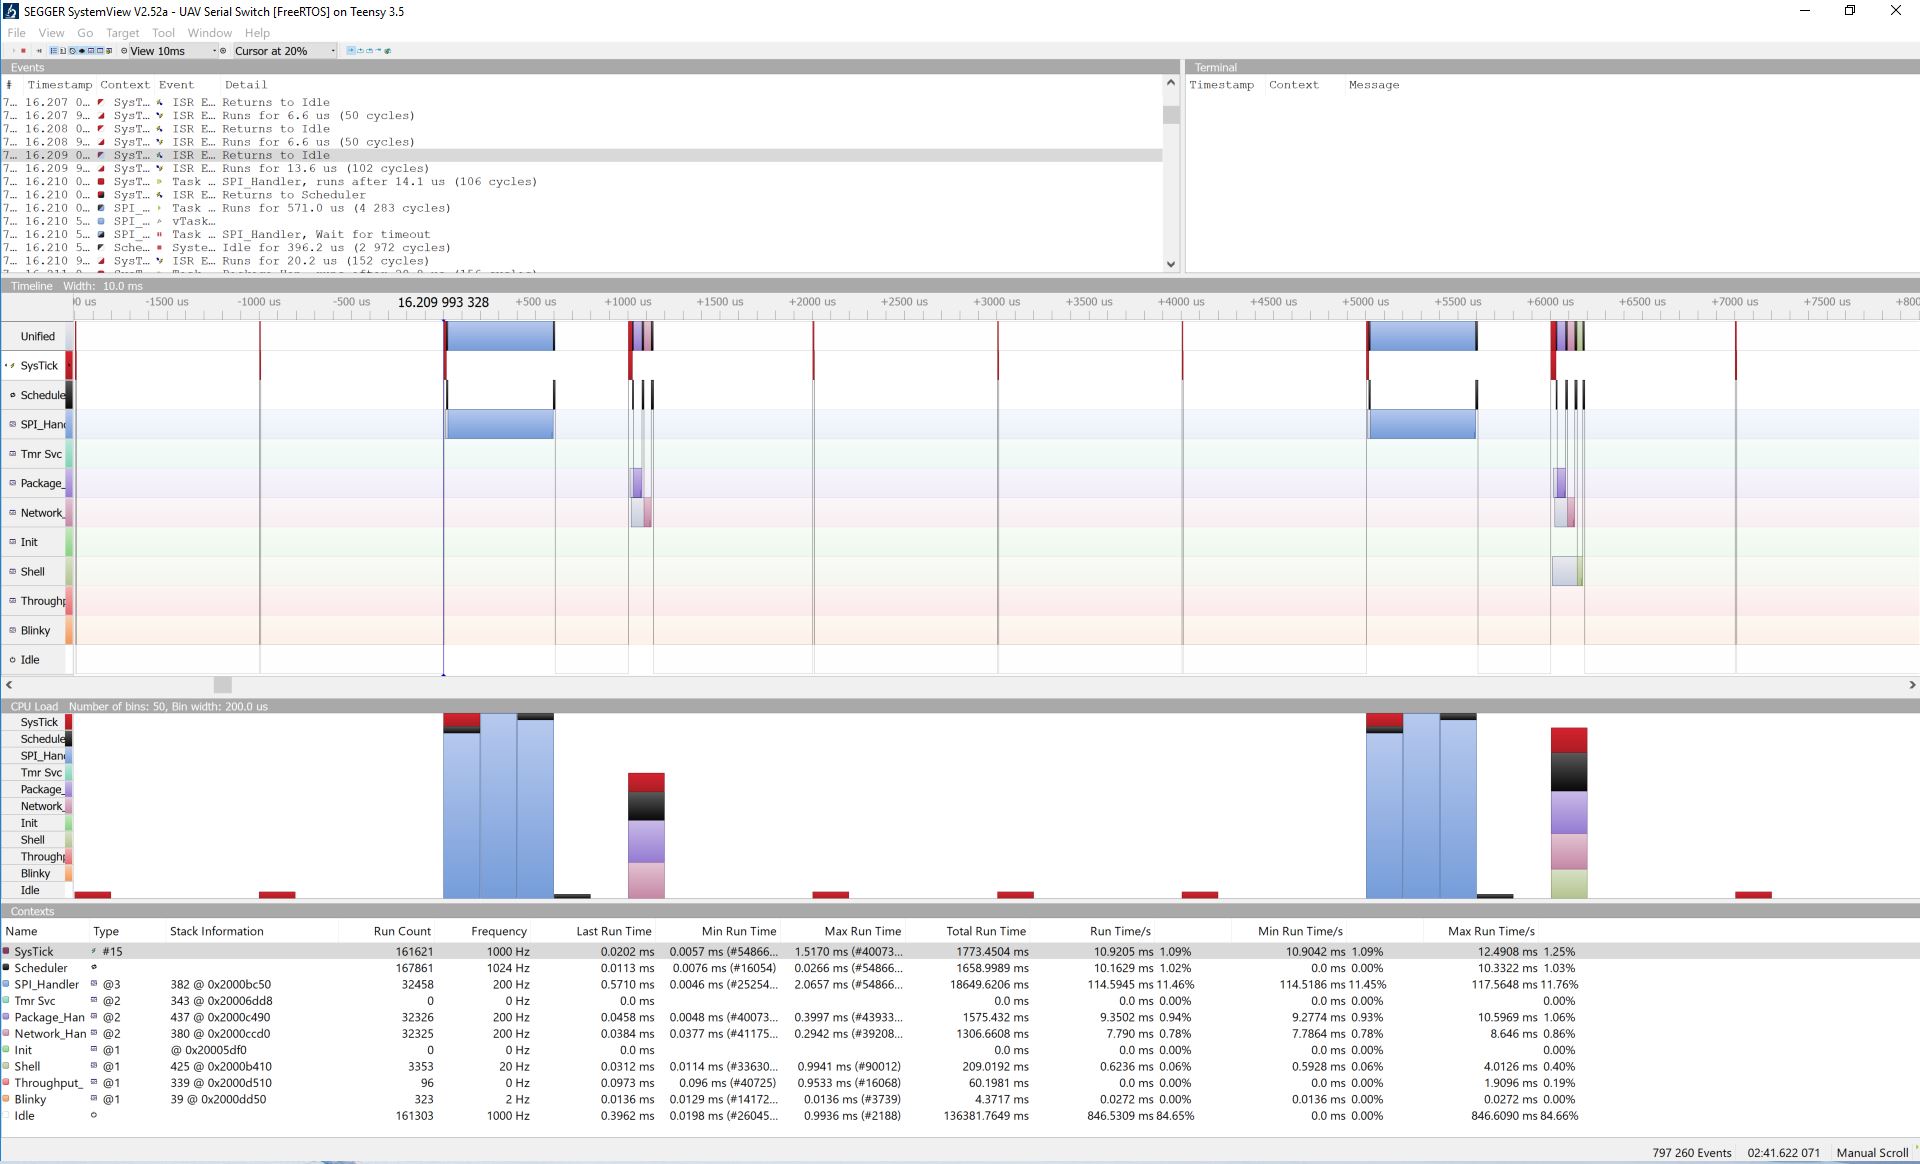 SEGGER SystemView V2.52a - UAV Serial Switch [FreeRTOS] on Teensy 3.5
File View Go Target Tool Window Help
View 10ms Cursor at 20%
Events
# Timestamp Context Event Detail
7... 16.207 0... SysT... ISR E... Returns to Idle
7... 16.207 9... SysT... ISR E... Runs for 6.6 us (50 cycles)
7... 16.208 0... SysT... ISR E... Returns to Idle
7... 16.208 9... SysT... ISR E... Runs for 6.6 us (50 cycles)
7... 16.209 0... SysT... ISR E... Returns to Idle
7... 16.209 9... SysT... ISR E... Runs for 13.6 us (102 cycles)
7... 16.210 0... SysT... Task ... SPI_Handler, runs after 14.1 us (106 cycles)
7... 16.210 0... SysT... ISR E... Returns to Scheduler
7... 16.210 0... SPI_... Task ... Runs for 571.0 us (4 283 cycles)
7... 16.210 5... SPI_... vTask...
7... 16.210 5... SPI_... Task ... SPI_Handler, Wait for timeout
7... 16.210 5... Sche... Syste... Idle for 396.2 us (2 972 cycles)
7... 16.210 9... SysT... ISR E... Runs for 20.2 us (152 cycles)
Terminal
Timestamp Context Message
Timeline Width: 10.0 ms
)0 us -1500 us -1000 us -500 us 16.209 993 328 +500 us +1000 us +1500 us +2000 us +2500 us +3000 us +3500 us +4000 us +4500 us +5000 us +5500 us +6000 us +6500 us +7000 us +7500 us +800
Unified
SysTick
Schedule
SPI_Hand
Tmr Svc
Package_
Network_
Init
Shell
Throughp
Blinky
Idle
CPU Load Number of bins: 50, Bin width: 200.0 us
SysTick
Schedule
SPI_Hand
Tmr Svc
Package_
Network_
Init
Shell
Throughp
Blinky
Idle
Contexts
Name Type Stack Information Run Count Frequency Last Run Time Min Run Time Max Run Time Total Run Time Run Time/s Min Run Time/s Max Run Time/s
SysTick #15 161621 1000 Hz 0.0202 ms 0.0057 ms (#54866... 1.5170 ms (#40073... 1773.4504 ms 10.9205 ms 1.09% 10.9042 ms 1.09% 12.4908 ms 1.25%
Scheduler 167861 1024 Hz 0.0113 ms 0.0076 ms (#16054) 0.0266 ms (#54866... 1658.9989 ms 10.1629 ms 1.02% 0.0 ms 0.00% 10.3322 ms 1.03%
SPI_Handler @3 382 @ 0x2000bc50 32458 200 Hz 0.5710 ms 0.0046 ms (#25254... 2.0657 ms (#54866... 18649.6206 ms 114.5945 ms 11.46% 114.5186 ms 11.45% 117.5648 ms 11.76%
Tmr Svc @2 343 @ 0x20006dd8 0 0 Hz 0.0 ms 0.0 ms 0.0 ms 0.00% 0.0 ms 0.00% 0.00%
Package_Han @2 437 @ 0x2000c490 32326 200 Hz 0.0458 ms 0.0048 ms (#40073... 0.3997 ms (#43933... 1575.432 ms 9.3502 ms 0.94% 9.2774 ms 0.93% 10.5969 ms 1.06%
Network_Han @2 380 @ 0x2000ccd0 32325 200 Hz 0.0384 ms 0.0377 ms (#41175... 0.2942 ms (#39208... 1306.6608 ms 7.790 ms 0.78% 7.7864 ms 0.78% 8.646 ms 0.86%
Init @1 @ 0x20005df0 0 0 Hz 0.0 ms 0.0 ms 0.0 ms 0.00% 0.0 ms 0.00% 0.00%
Shell @1 425 @ 0x2000b410 3353 20 Hz 0.0312 ms 0.0114 ms (#33630... 0.9941 ms (#90012) 209.0192 ms 0.6236 ms 0.06% 0.5928 ms 0.06% 4.0126 ms 0.40%
Throughput_ @1 339 @ 0x2000d510 96 0 Hz 0.0973 ms 0.096 ms (#40725) 0.9533 ms (#16068) 60.1981 ms 0.0 ms 0.00% 0.0 ms 0.00% 1.9096 ms 0.19%
Blinky @1 39 @ 0x2000dd50 323 2 Hz 0.0136 ms 0.0129 ms (#14172... 0.0136 ms (#3739) 4.3717 ms 0.0272 ms 0.00% 0.0136 ms 0.00% 0.0272 ms 0.00%
Idle 161303 1000 Hz 0.3962 ms 0.0198 ms (#26045... 0.9936 ms (#2188) 136381.7649 ms 846.5309 ms 84.65% 0.0 ms 0.00% 846.6090 ms 84.66%
797 260 Events 02:41.622 071 Manual Scroll